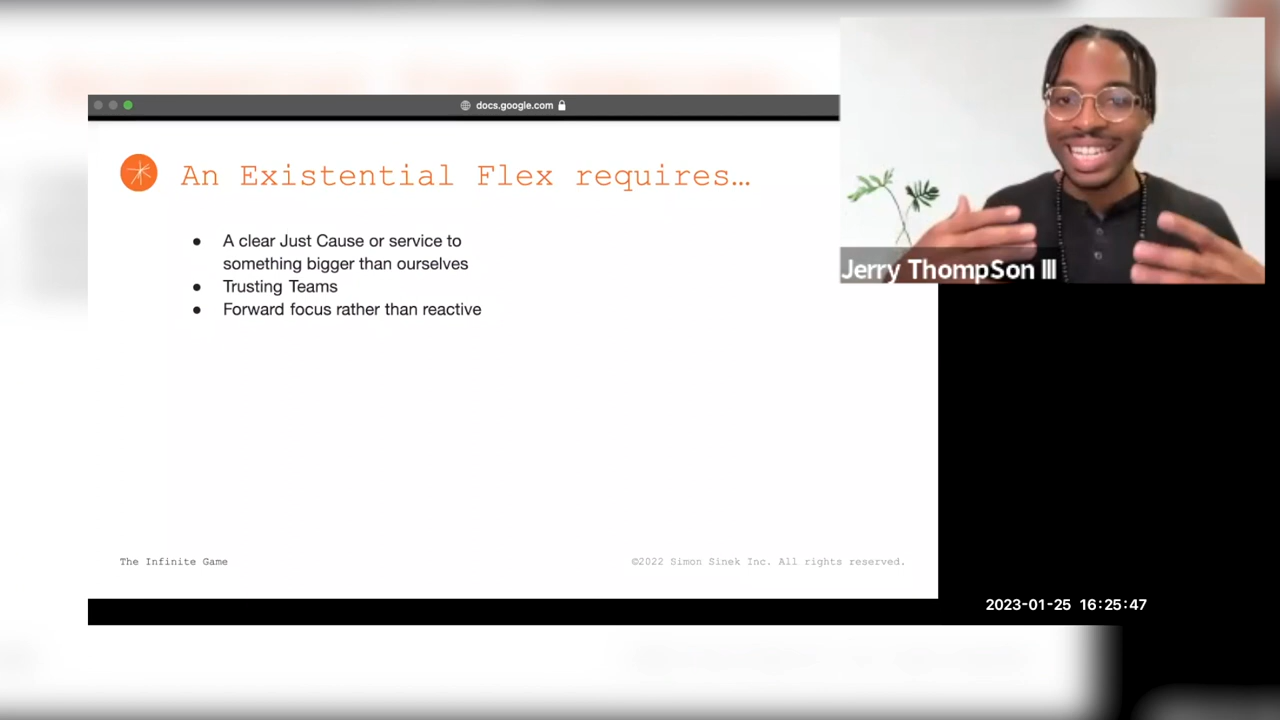 docs.google.com
An Existential Flex requires…
● A clear Just Cause or service to
something bigger than ourselves
● Trusting Teams
● Forward focus rather than reactive
The Infinite Game
©2022 Simon Sinek Inc. All rights reserved.
Jerry ThompSon III
2023-01-25 16:25:47